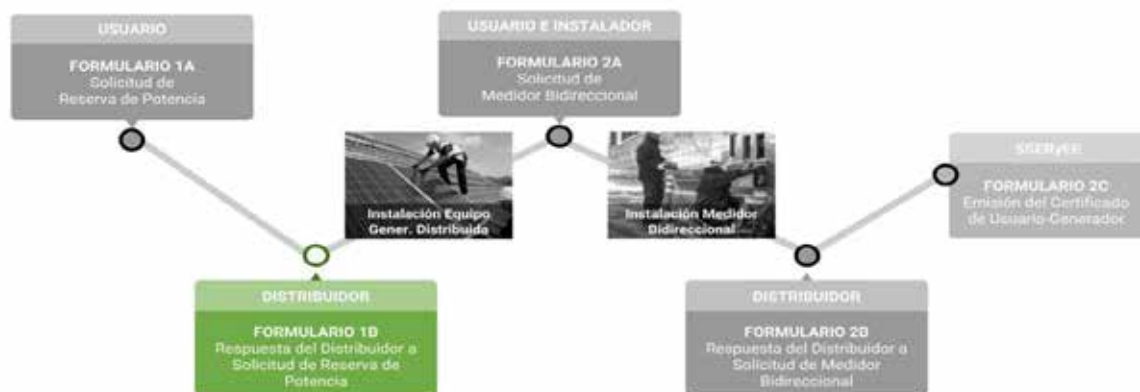 USUARIO
FORMULARIO 1A
Solicitud de
Reserva de Potencia
DISTRIBUIDOR
FORMULARIO 1B
Respuesta del Distribuidor a
Solicitud de Reserva de
Potencia
Instalación Equipo
Gener. Distribuida
USUARIO E INSTALADOR
FORMULARIO 2A
Solicitud de
Medidor Bidireccional
Instalación Medidor
Bidireccional
DISTRIBUIDOR
FORMULARIO 2B
Respuesta del Distribuidor a
Solicitud de Medidor
Bidireccional
SSERyEE
FORMULARIO 2C
Emisión del Certificado
de Usuario-Generador